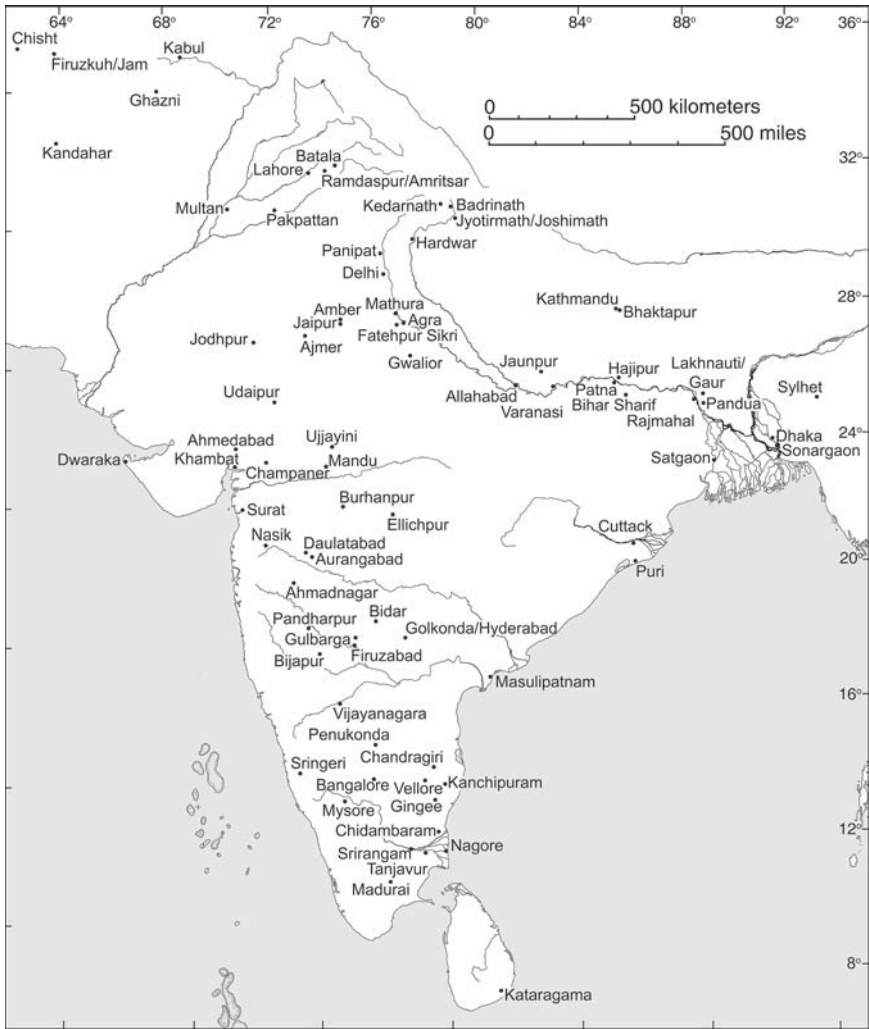 64° 68° 72° 76° 80° 84° 88° 92° 36°
Chisht
Firuzkuh/Jam
Kabul
Ghazni
0 500 kilometers
0 500 miles
Kandahar
32°
Batala
Lahore
Ramdaspur/Amritsar
Multan
Pakpattan
Kedarnath
Badrinath
Jyotirmath/Joshimath
Hardwar
Panipat
Delhi
28°
Kathmandu
Bhaktapur
Mathura
Agra
Fatehpur Sikri
Amber
Jaipur
Ajmer
Jodhpur
Gwalior
Jaunpur
Hajipur
Lakhnauti/
Gaur
Sylhet
Allahabad
Varanasi
Patna
Bihar Sharif
Pandua
Rajmahal
Udaipur
24°
Dhaka
Sonargaon
Satgaon
Ahmedabad
Ujjayini
Dwaraka
Khambat
Champaner
Mandu
Surat
Burhanpur
Ellichpur
Cuttack
Nasik
Daulatabad
Aurangabad
20°
Puri
Ahmadnagar
Bidar
Pandharpur
Gulbarga
Golkonda/Hyderabad
Bijapur
Firuzabad
Masulipatnam
16°
Vijayanagara
Penukonda
Chandragiri
Sringeri
Bangalore
Vellore
Kanchipuram
Mysore
Gingee
12°
Chidambaram
Nagore
Srirangam
Tanjavur
Madurai
8°
Kataragama